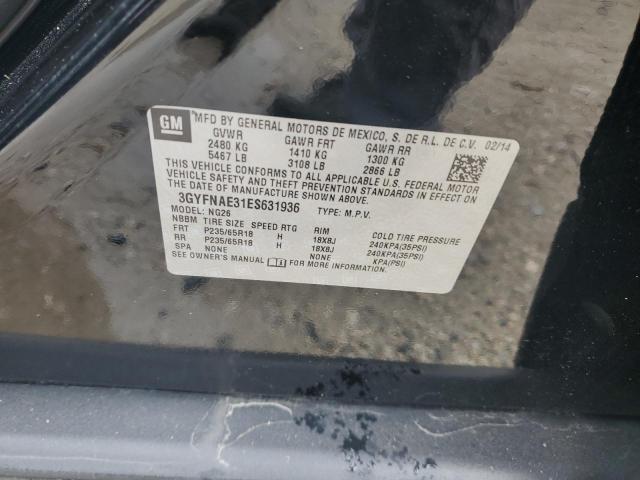 GM
MFD BY GENERAL MOTORS DE MEXICO, S. DE R.L. DE C.V. 02/14
GVWR GAWR FRT GAWR RR
2480 KG 1410 KG 1300 KG
5467 LB 3108 LB 2866 LB
THIS VEHICLE CONFORMS TO ALL APPLICABLE U.S. FEDERAL MOTOR
VEHICLE SAFETY AND THEFT PREVENTION STANDARDS IN EFFECT ON
THE DATE OF MANUFACTURE SHOWN ABOVE.
3GYFNAE31ES631936 TYPE: M.P.V.
MODEL: NG26
NBBM TIRE SIZE SPEED RTG RIM COLD TIRE PRESSURE
FRT P235/65R18 H 18X8J 240KPA(35PSI)
RR P235/65R18 H 18X8J 240KPA(35PSI)
SPA NONE NONE KPA(PSI)
SEE OWNER'S MANUAL FOR MORE INFORMATION.